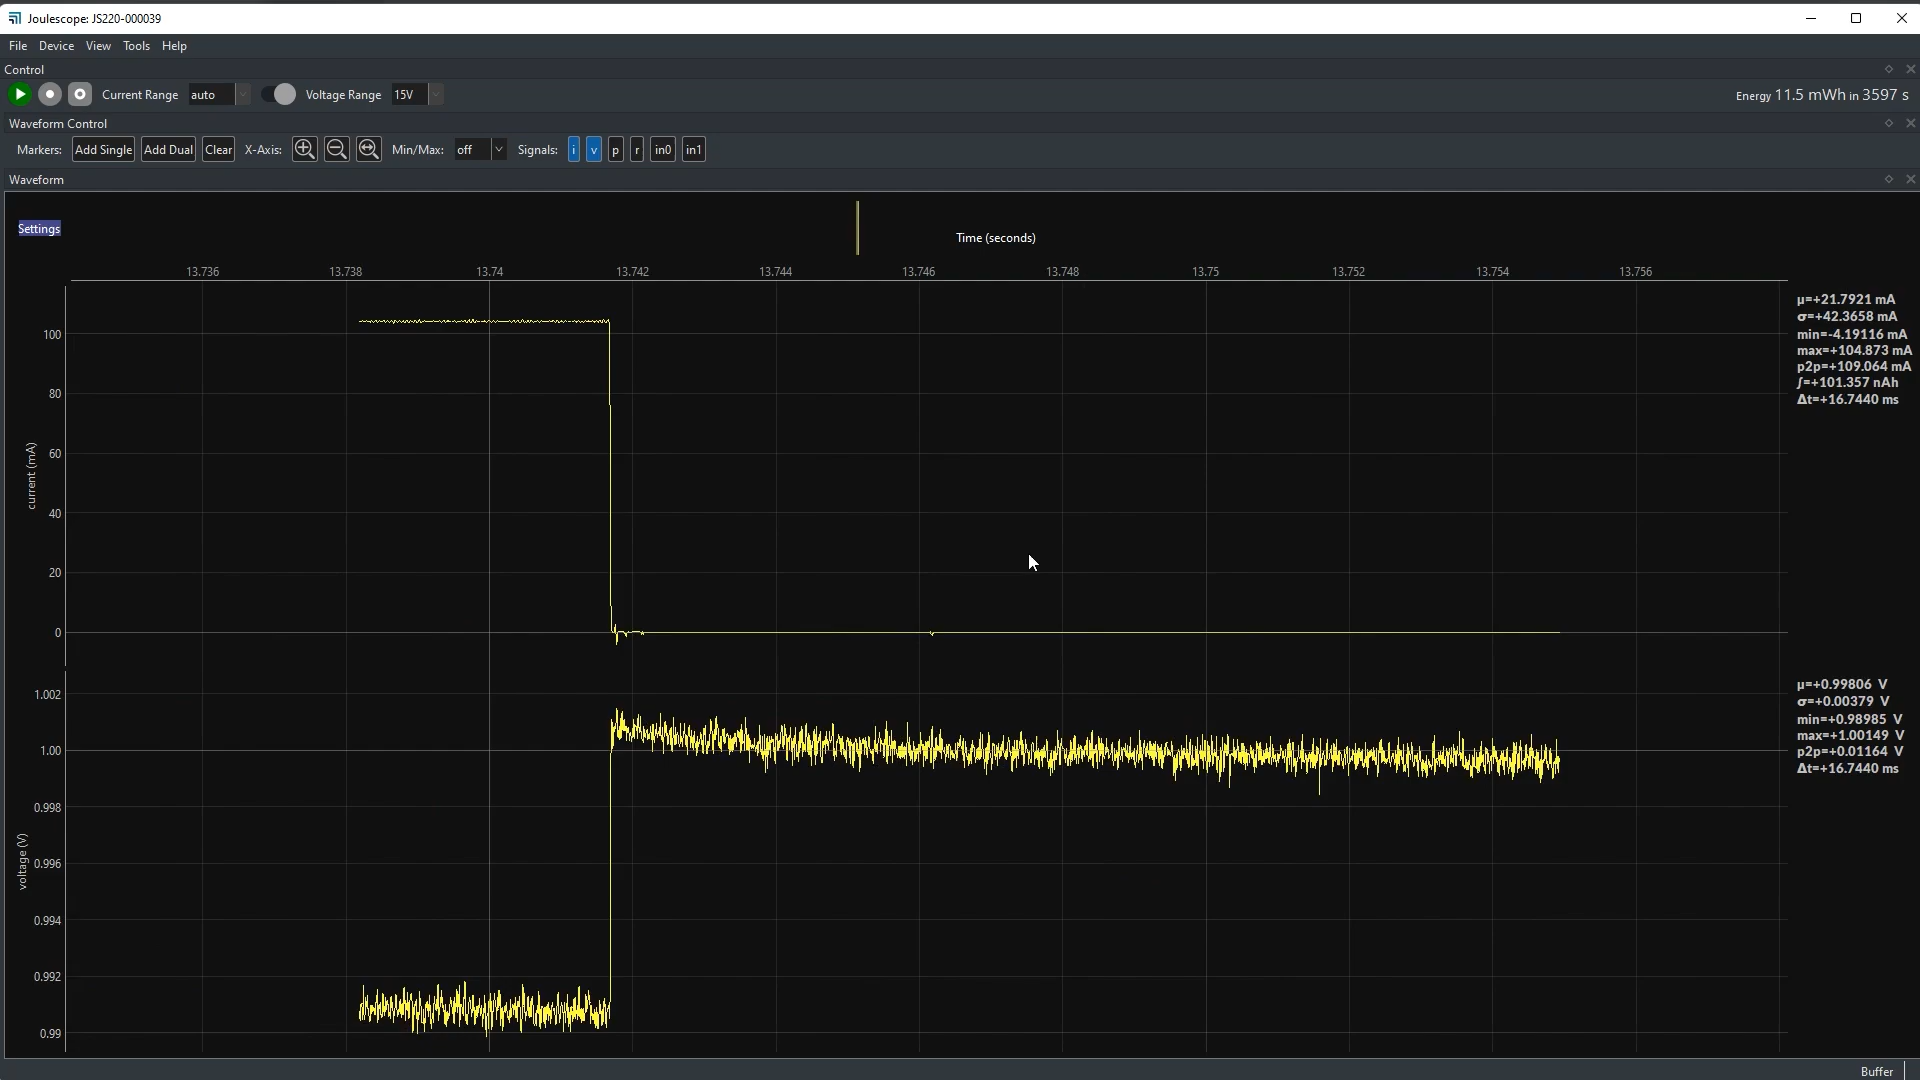 Joulescope: JS220-000039
File Device View Tools Help
Control
Current Range auto Voltage Range 15V Energy 11.5 mWh in 3597 s
Waveform Control
Markers: Add Single Add Dual Clear X-Axis: Min/Max: off Signals: i v p r in0 in1
Waveform
Settings
Time (seconds)
13.736 13.738 13.74 13.742 13.744 13.746 13.748 13.75 13.752 13.754 13.756
100
80
60
40
20
0
current (mA)
μ=+21.7921 mA
σ=+42.3658 mA
min=-4.19116 mA
max=+104.873 mA
p2p=+109.064 mA
∫=+101.357 nAh
Δt=+16.7440 ms
1.002
1.00
0.998
0.996
0.994
0.992
0.99
voltage (V)
μ=+0.99806 V
σ=+0.00379 V
min=+0.98985 V
max=+1.00149 V
p2p=+0.01164 V
Δt=+16.7440 ms
Buffer